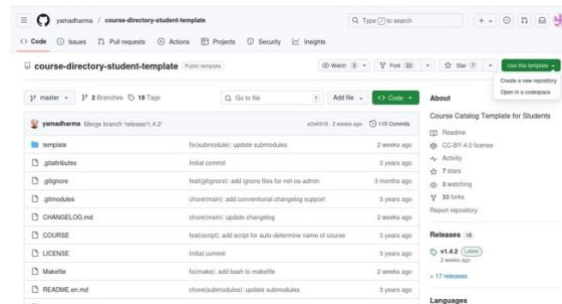 yamadharma / course-directory-student-template
Type / to search
Code Issues Pull requests Actions Projects Security Insights
course-directory-student-template Public template
Watch 3 Fork 33 Star 7 Use this template
Create a new repository
Open in a codespace
master 2 Branches 19 Tags Go to file t Add file Code
About
Course Catalog Template for Students
yamadharma Merge branch 'release/1.4.2' 2 weeks ago 115 Commits
template fix(submodule): update submodules 2 weeks ago
.gitattributes Initial commit 3 years ago
.gitignore feat(gitignore): add ignore files for net-os-admin 3 months ago
.gitmodules chore(main): add conventional changelog support 3 years ago
CHANGELOG.md chore(main): update changelog 2 weeks ago
COURSE feat(script): add script for auto-determine name of course 3 years ago
LICENSE Initial commit 3 years ago
Makefile fix(make): add bash to makefile 2 weeks ago
README.en.md chore(submodules): update submodules 3 years ago
Readme
CC-BY-4.0 license
Activity
7 stars
3 watching
33 forks
Report repository
Releases 18
v1.4.2 Latest
2 weeks ago
+ 17 releases
Languages